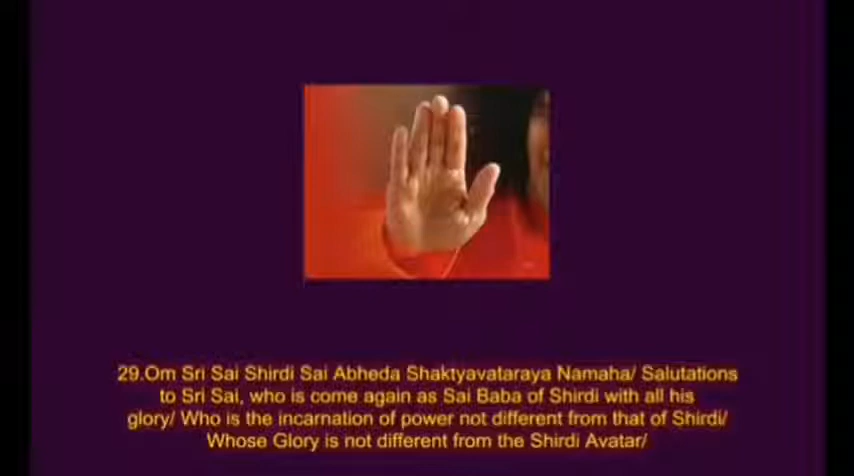 29.Om Sri Sai Shirdi Sai Abheda Shaktyavataraya Namaha/ Salutations
to Sri Sai, who is come again as Sai Baba of Shirdi with all his
glory/ Who is the incarnation of power not different from that of Shirdi/
Whose Glory is not different from the Shirdi Avatar/